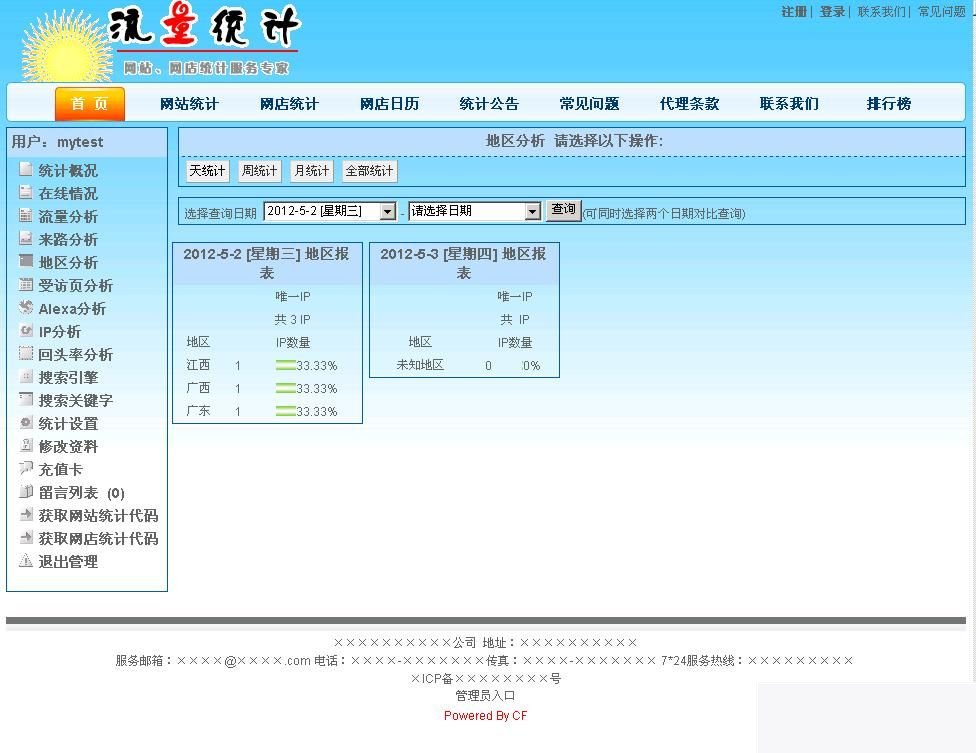 注册| 登录| 联系我们| 常见问题
流量统计
网站、网店统计服务专家
首 页 网站统计 网店统计 网店日历 统计公告 常见问题 代理条款 联系我们 排行榜
用户：mytest
统计概况
在线情况
流量分析
来路分析
地区分析
受访页分析
Alexa分析
IP分析
回头率分析
搜索引擎
搜索关键字
统计设置
修改资料
充值卡
留言列表 (0)
获取网站统计代码
获取网店统计代码
退出管理
地区分析 请选择以下操作:
天统计 周统计 月统计 全部统计
选择查询日期 2012-5-2 [星期三] - 请选择日期 查询 (可同时选择两个日期对比查询)
2012-5-2 [星期三] 地区报
表
唯一IP
共 3 IP
地区 IP数量
江西 1 33.33%
广西 1 33.33%
广东 1 33.33%
2012-5-3 [星期四] 地区报
表
唯一IP
共 IP
地区 IP数量
未知地区 0 0%
××××××××××公司 地址：××××××××××
服务邮箱：××××@××××.com 电话：××××-×××××××传真：××××-××××××× 7*24服务热线：×××××××××
×ICP备××××××××号
管理员入口
Powered By CF